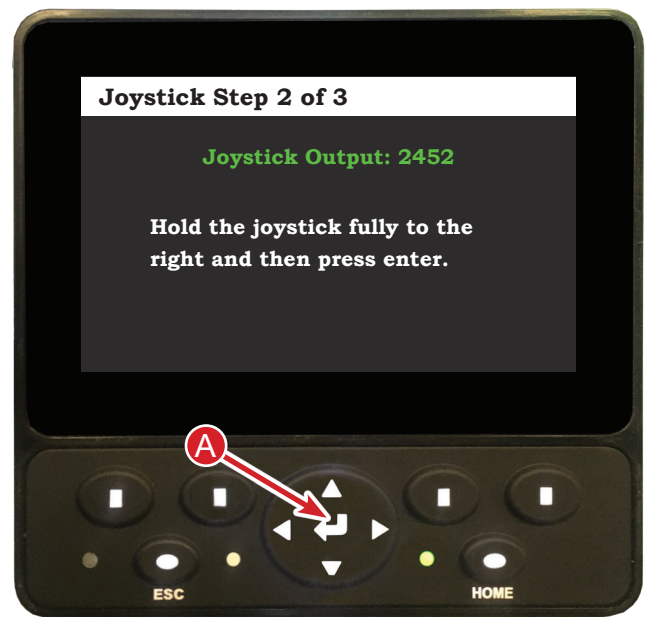 Joystick Step 2 of 3
Joystick Output: 2452
Hold the joystick fully to the
right and then press enter.
A
ESC
HOME